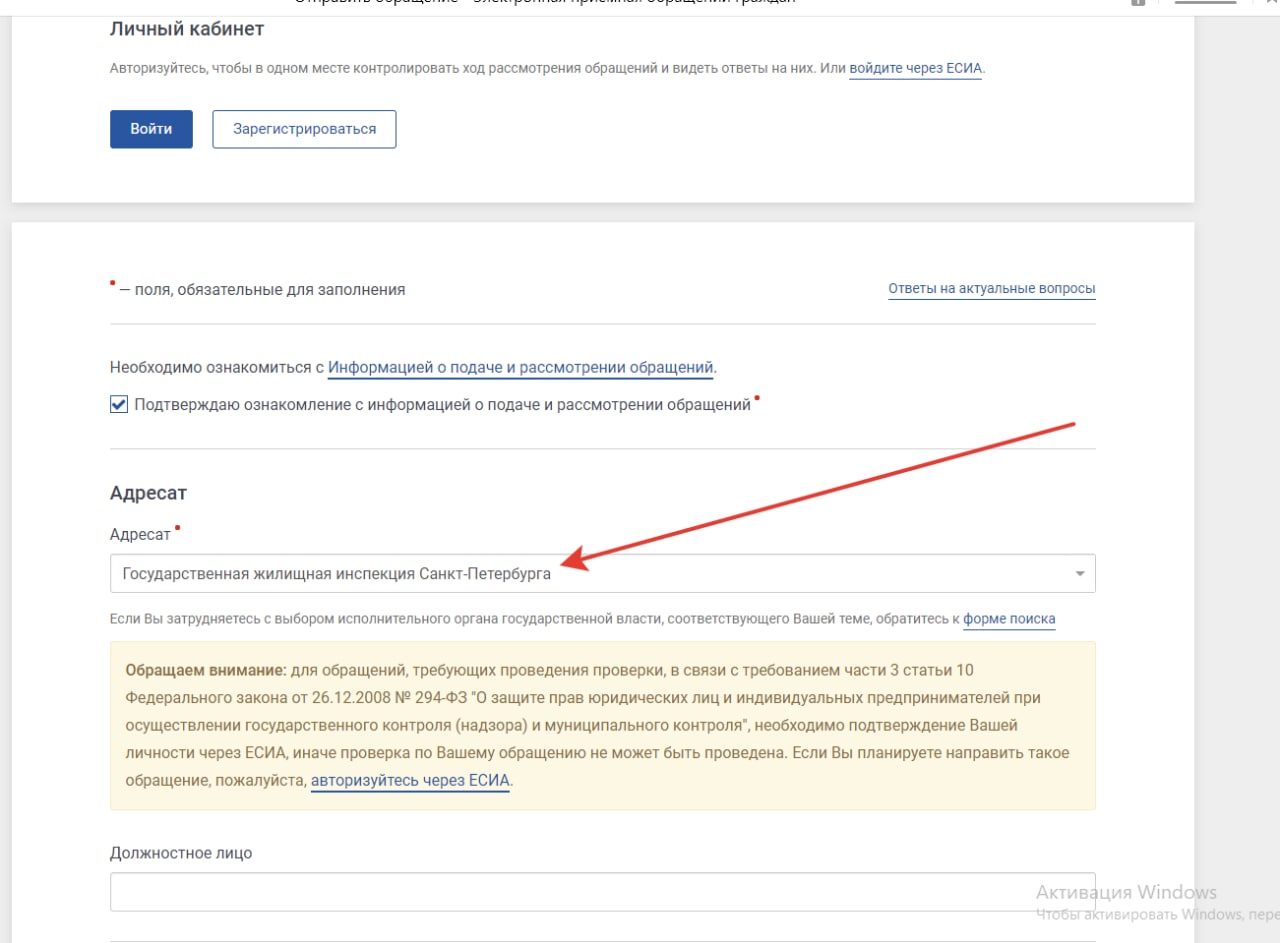 Отправить обращение - Электронная приемная обращений граждан
Личный кабинет
Авторизуйтесь, чтобы в одном месте контролировать ход рассмотрения обращений и видеть ответы на них. Или войдите через ЕСИА.
Войти Зарегистрироваться
– поля, обязательные для заполнения Ответы на актуальные вопросы
Необходимо ознакомиться с Информацией о подаче и рассмотрении обращений.
Подтверждаю ознакомление с информацией о подаче и рассмотрении обращений
Адресат
Адресат
Государственная жилищная инспекция Санкт-Петербурга
Если Вы затрудняетесь с выбором исполнительного органа государственной власти, соответствующего Вашей теме, обратитесь к форме поиска
Обращаем внимание: для обращений, требующих проведения проверки, в связи с требованием части 3 статьи 10
Федерального закона от 26.12.2008 № 294-ФЗ "О защите прав юридических лиц и индивидуальных предпринимателей при
осуществлении государственного контроля (надзора) и муниципального контроля", необходимо подтверждение Вашей
личности через ЕСИА, иначе проверка по Вашему обращению не может быть проведена. Если Вы планируете направить такое
обращение, пожалуйста, авторизуйтесь через ЕСИА.
Должностное лицо
Активация Windows
Чтобы активировать Windows, пере